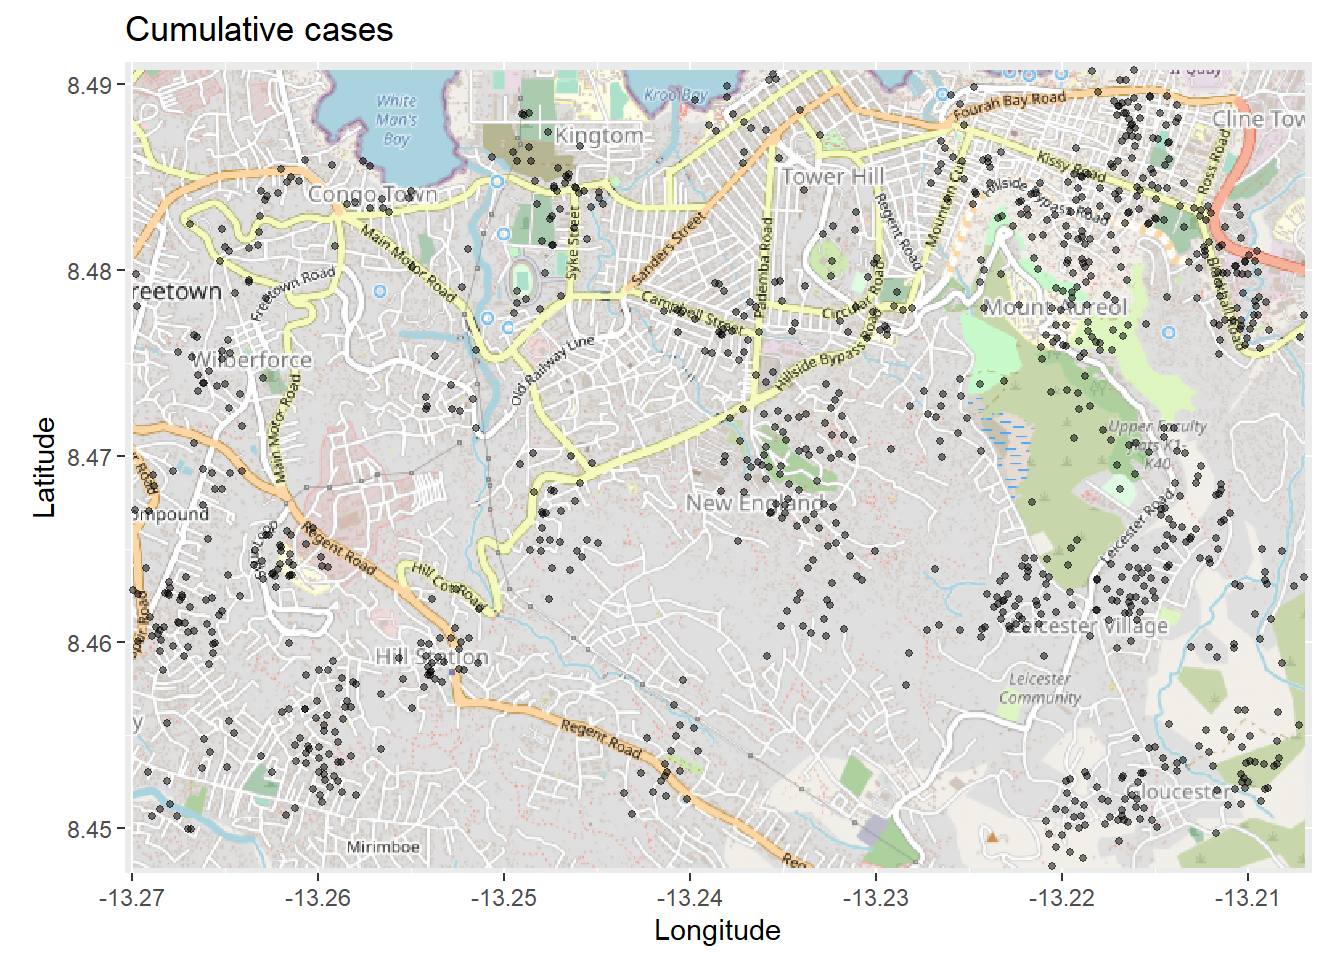 Cumulative cases
8.49
8.48
8.47
8.46
8.45
Latitude
White
Man's
Bay
Kroo Bay
Kingtom
Fourah Bay Road
Cline Tow
Congo Town
Tower Hill
Kissy Road
Ross Road
Hillside Bypass Road
Mountain Cut
Regent Road
Main Motor Road
Syke Street
Sanders Street
Pademba Road
Freetown Road
reetown
Campbell Street
Circular Road
Mount Aureol
Blackhall Road
Wilberforce
Old Railway Line
Hillside Bypass Road
Main Motor Road
Upper Faculty
flats K1-
K40
New England
ompound
Regent Road
Leicester Road
Hill Cot Road
Leicester Village
Hill Station
Leicester
Community
Regent Road
Gloucester
Mirimboe
-13.27
-13.26
-13.25
-13.24
-13.23
-13.22
-13.21
Longitude